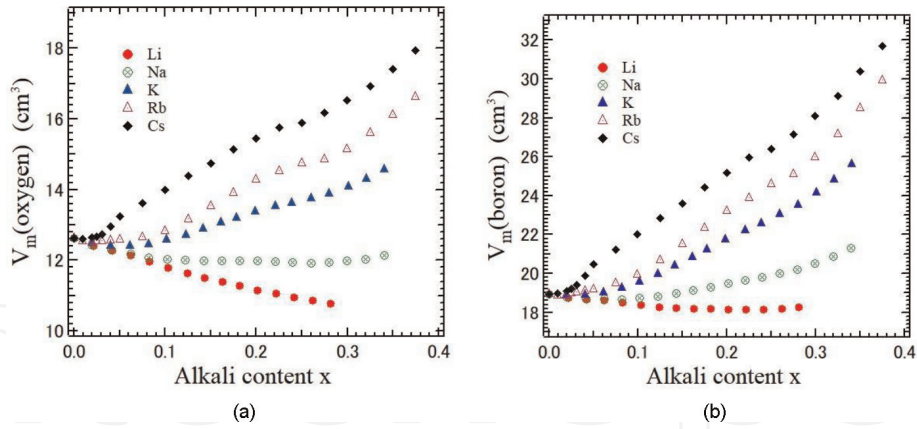 18
16
14
12
10
V_m(oxygen) (cm³)
Li
Na
K
Rb
Cs
0.0 0.1 0.2 0.3 0.4
Alkali content x
(a)
32
30
28
26
24
22
20
18
V_m(boron) (cm³)
Li
Na
K
Rb
Cs
0.0 0.1 0.2 0.3 0.4
Alkali content x
(b)